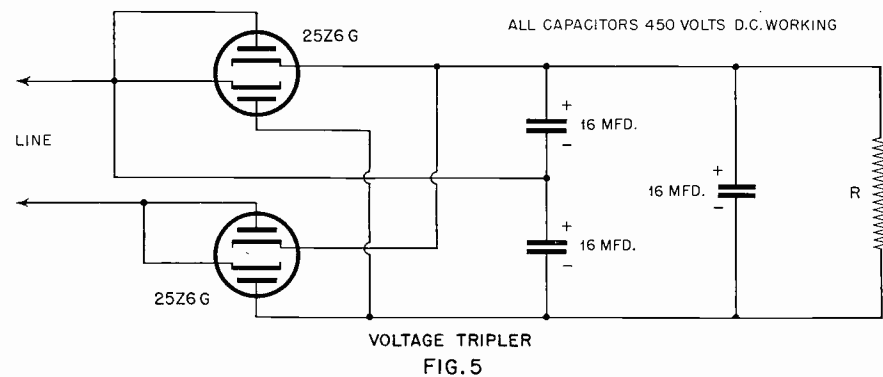 25Z6 G
ALL CAPACITORS 450 VOLTS D.C. WORKING
LINE
+
16 MFD.
-
+
16 MFD.
-
+
16 MFD.
-
R
25Z6 G
VOLTAGE TRIPLER
FIG. 5